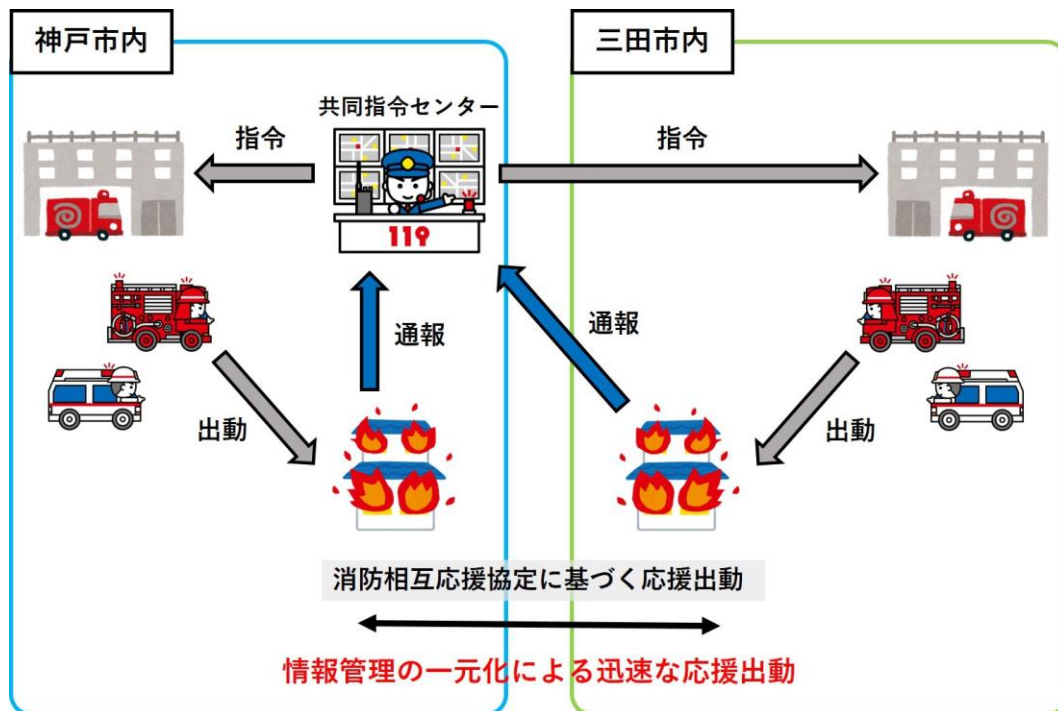 神戸市内
三田市内
共同指令センター
指令
指令
119
通報
通報
出動
出動
消防相互応援協定に基づく応援出動
情報管理の一元化による迅速な応援出動